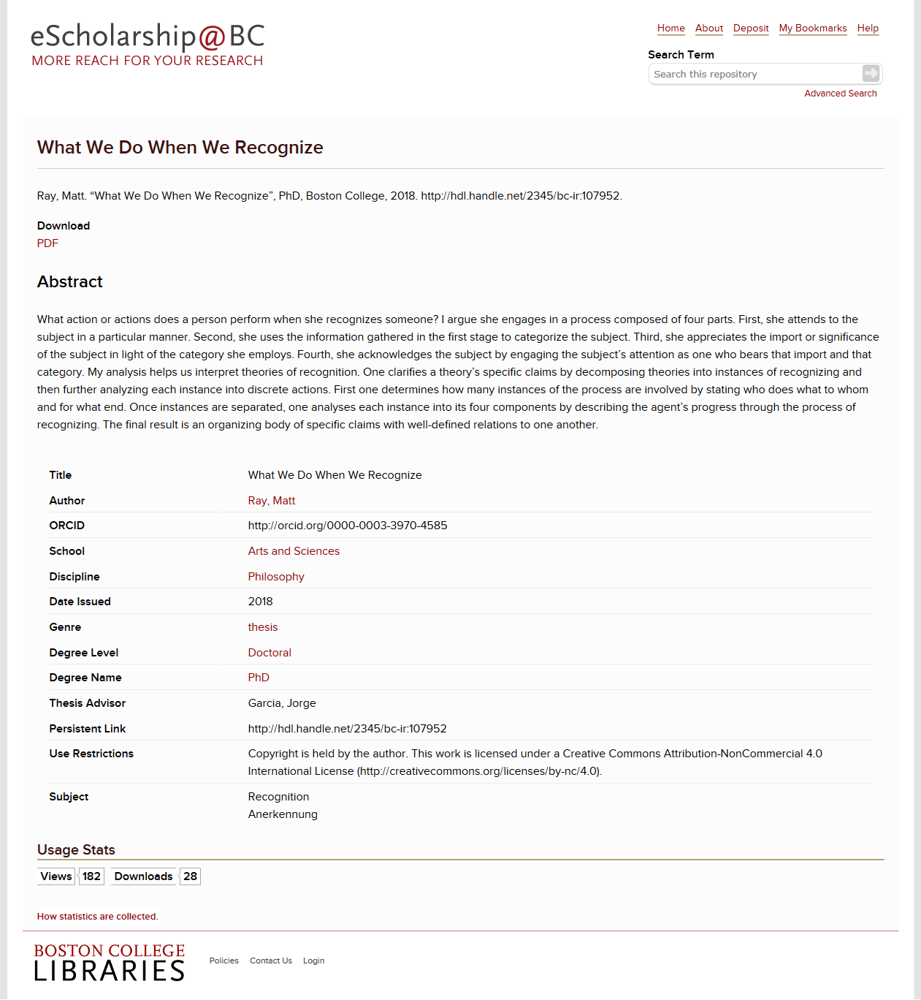 eScholarship@BC
MORE REACH FOR YOUR RESEARCH
Home About Deposit My Bookmarks Help
Search Term
Search this repository
Advanced Search
What We Do When We Recognize
Ray, Matt. “What We Do When We Recognize”, PhD, Boston College, 2018. http://hdl.handle.net/2345/bc-ir:107952.
Download
PDF
Abstract
What action or actions does a person perform when she recognizes someone? I argue she engages in a process composed of four parts. First, she attends to the
subject in a particular manner. Second, she uses the information gathered in the first stage to categorize the subject. Third, she appreciates the import or significance
of the subject in light of the category she employs. Fourth, she acknowledges the subject by engaging the subject’s attention as one who bears that import and that
category. My analysis helps us interpret theories of recognition. One clarifies a theory’s specific claims by decomposing theories into instances of recognizing and
then further analyzing each instance into discrete actions. First one determines how many instances of the process are involved by stating who does what to whom
and for what end. Once instances are separated, one analyses each instance into its four components by describing the agent’s progress through the process of
recognizing. The final result is an organizing body of specific claims with well-defined relations to one another.
Title What We Do When We Recognize
Author Ray, Matt
ORCID http://orcid.org/0000-0003-3970-4585
School Arts and Sciences
Discipline Philosophy
Date Issued 2018
Genre thesis
Degree Level Doctoral
Degree Name PhD
Thesis Advisor Garcia, Jorge
Persistent Link http://hdl.handle.net/2345/bc-ir:107952
Use Restrictions Copyright is held by the author. This work is licensed under a Creative Commons Attribution-NonCommercial 4.0
International License (http://creativecommons.org/licenses/by-nc/4.0).
Subject Recognition
Anerkennung
Usage Stats
Views 182 Downloads 28
How statistics are collected.
BOSTON COLLEGE
LIBRARIES
Policies Contact Us Login